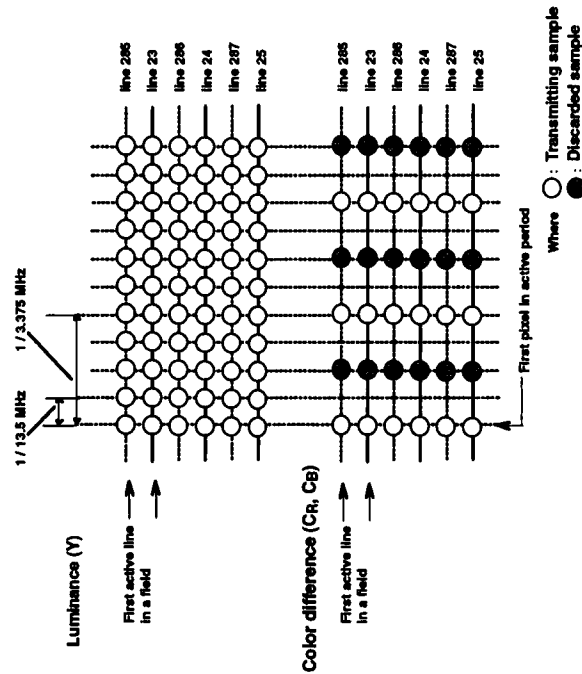 1 / 3.375 MHz
1 / 13.5 MHz
Luminance (Y)
First active line
in a field
line 285
line 23
line 286
line 24
line 287
line 25
Color difference (CR, CB)
First active line
in a field
line 285
line 23
line 286
line 24
line 287
line 25
First pixel in active period
Where
: Transmitting sample
: Discarded sample